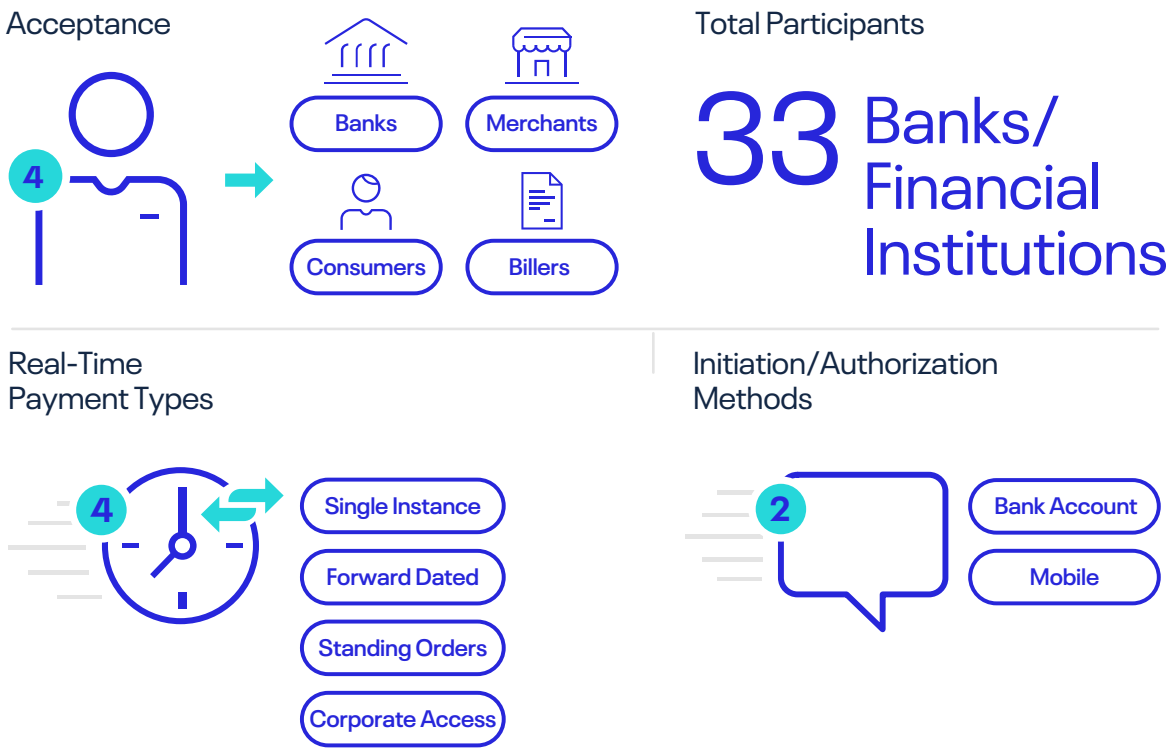 Acceptance
4
Banks
Merchants
Consumers
Billers
Total Participants
33
Banks/
Financial
Institutions
Real-Time
Payment Types
4
Single Instance
Forward Dated
Standing Orders
Corporate Access
Initiation/Authorization
Methods
2
Bank Account
Mobile